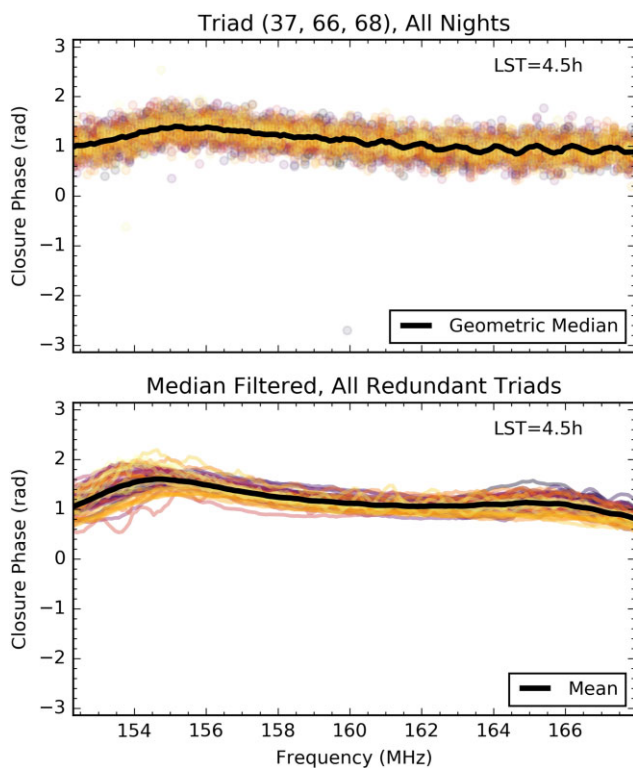 Triad (37, 66, 68), All Nights
LST=4.5h
3
2
1
0
−1
−2
−3
Closure Phase (rad)
Geometric Median
Median Filtered, All Redundant Triads
LST=4.5h
3
2
1
0
−1
−2
−3
Closure Phase (rad)
Mean
154 156 158 160 162 164 166
Frequency (MHz)